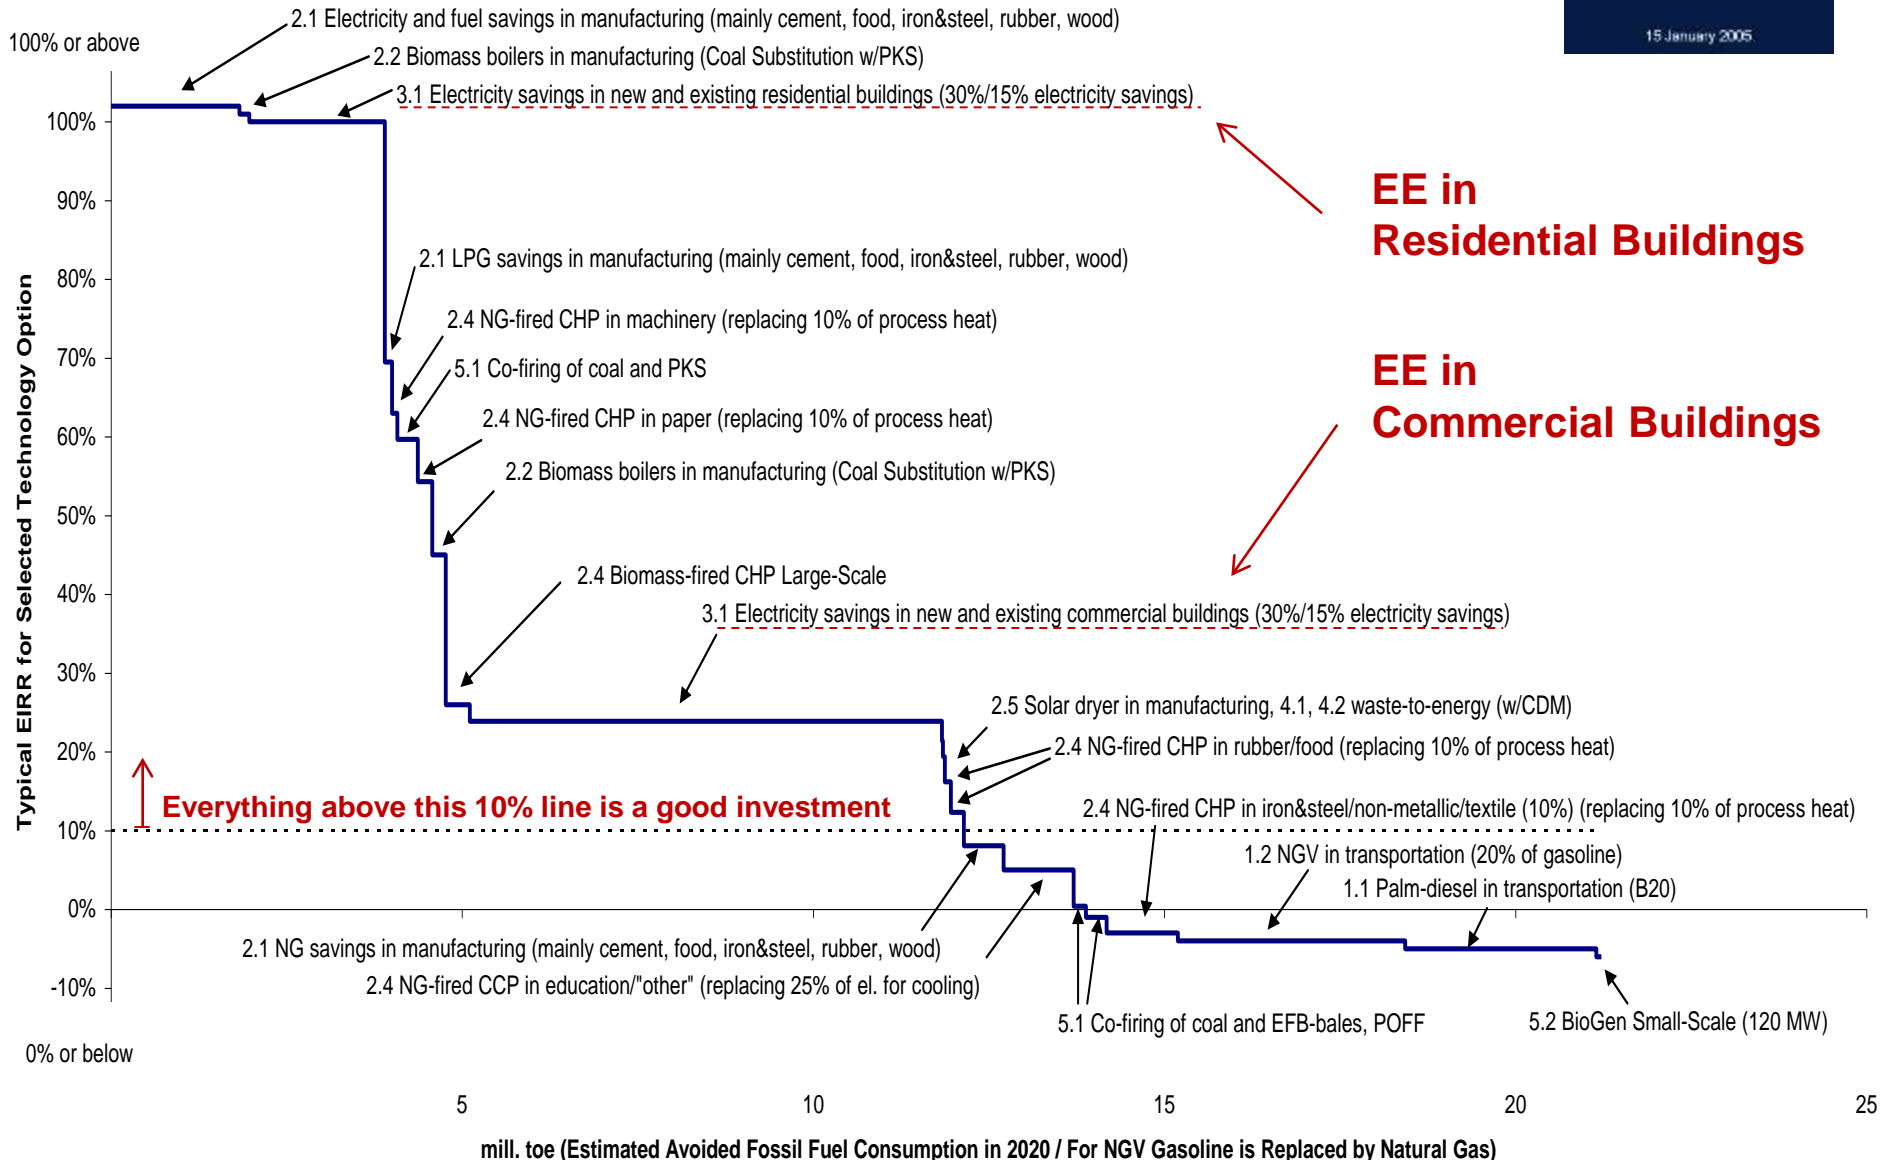 15 January 2005
2.1 Electricity and fuel savings in manufacturing (mainly cement, food, iron&steel, rubber, wood)
100% or above
2.2 Biomass boilers in manufacturing (Coal Substitution w/PKS)
3.1 Electricity savings in new and existing residential buildings (30%/15% electricity savings)
100%
90%
80%
70%
60%
50%
40%
30%
20%
10%
0%
-10%
0% or below
Typical EIRR for Selected Technology Option
EE in
Residential Buildings
2.1 LPG savings in manufacturing (mainly cement, food, iron&steel, rubber, wood)
2.4 NG-fired CHP in machinery (replacing 10% of process heat)
5.1 Co-firing of coal and PKS
EE in
Commercial Buildings
2.4 NG-fired CHP in paper (replacing 10% of process heat)
2.2 Biomass boilers in manufacturing (Coal Substitution w/PKS)
2.4 Biomass-fired CHP Large-Scale
3.1 Electricity savings in new and existing commercial buildings (30%/15% electricity savings)
2.5 Solar dryer in manufacturing, 4.1, 4.2 waste-to-energy (w/CDM)
2.4 NG-fired CHP in rubber/food (replacing 10% of process heat)
Everything above this 10% line is a good investment
2.4 NG-fired CHP in iron&steel/non-metallic/textile (10%) (replacing 10% of process heat)
1.2 NGV in transportation (20% of gasoline)
1.1 Palm-diesel in transportation (B20)
2.1 NG savings in manufacturing (mainly cement, food, iron&steel, rubber, wood)
2.4 NG-fired CCP in education/"other" (replacing 25% of el. for cooling)
5.1 Co-firing of coal and EFB-bales, POFF
5.2 BioGen Small-Scale (120 MW)
5 10 15 20 25
mill. toe (Estimated Avoided Fossil Fuel Consumption in 2020 / For NGV Gasoline is Replaced by Natural Gas)